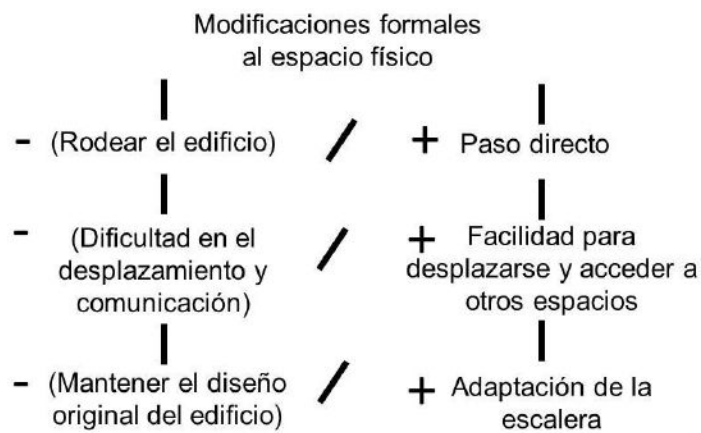 Modificaciones formales
al espacio físico
- (Rodear el edificio) / + Paso directo
- (Dificultad en el
desplazamiento y
comunicación) / + Facilidad para
desplazarse y acceder a
otros espacios
- (Mantener el diseño
original del edificio) / + Adaptación de la
escalera